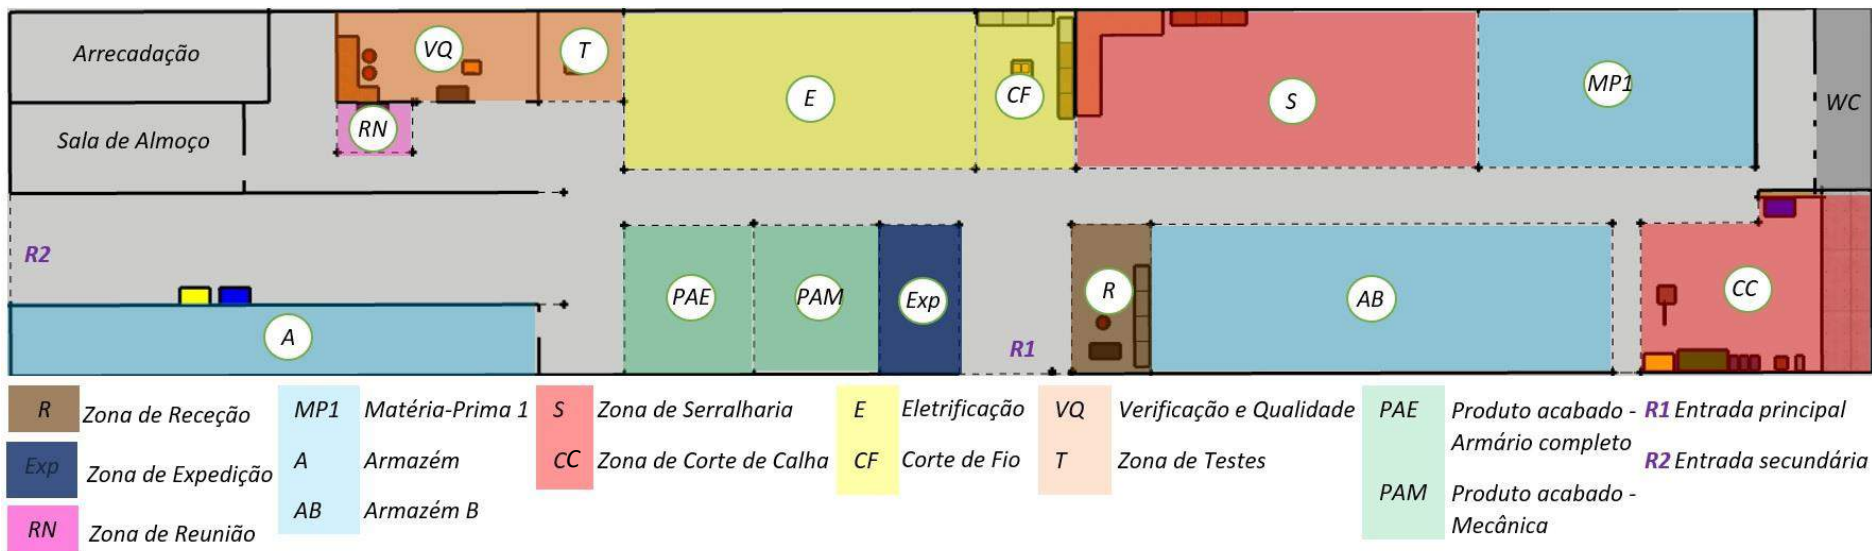 Arrecadação
VQ
T
E
CF
S
MP1
WC
Sala de Almoço
RN
R2
PAE
PAM
Exp
R1
R
AB
CC
A
R Zona de Receção
Exp Zona de Expedição
RN Zona de Reunião
MP1 Matéria-Prima 1
A Armazém
AB Armazém B
S Zona de Serralharia
CC Zona de Corte de Calha
E Eletrificação
CF Corte de Fio
VQ Verificação e Qualidade
T Zona de Testes
PAE Produto acabado -
Armário completo
PAM Produto acabado -
Mecânica
R1 Entrada principal
R2 Entrada secundária